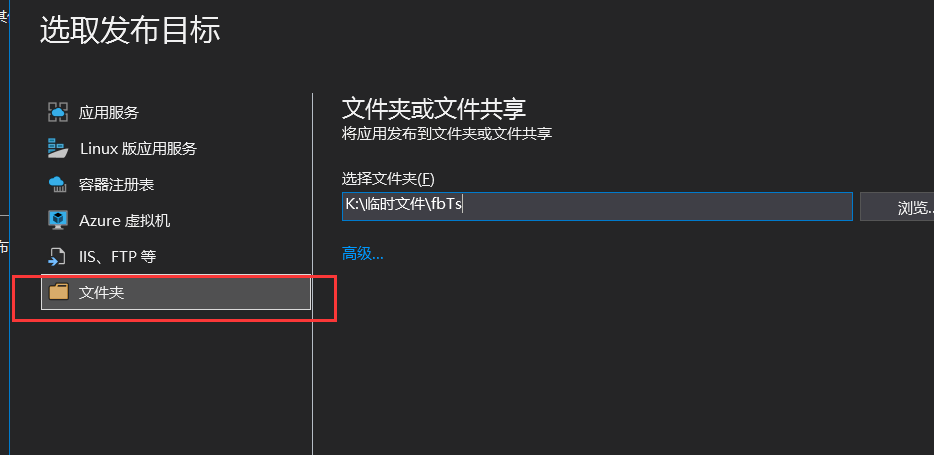 选取发布目标
应用服务
Linux 版应用服务
容器注册表
Azure 虚拟机
IIS、FTP 等
文件夹
文件夹或文件共享
将应用发布到文件夹或文件共享
选择文件夹(F)
K:\临时文件\fbTs
浏览..
高级...